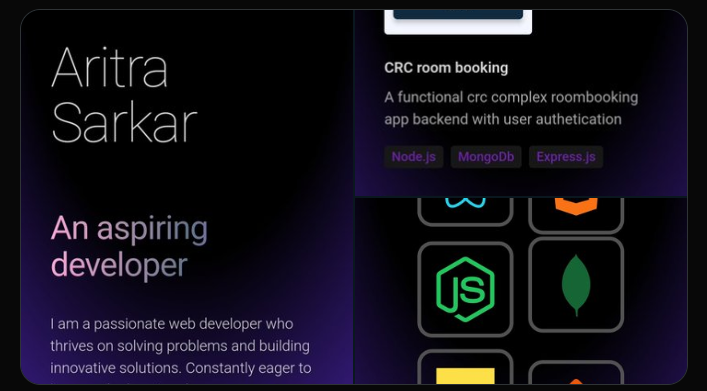 Aritra
Sarkar
An aspiring
developer
I am a passionate web developer who
thrives on solving problems and building
innovative solutions. Constantly eager to
CRC room booking
A functional crc complex roombooking
app backend with user authetication
Node.js MongoDb Express.js
JS